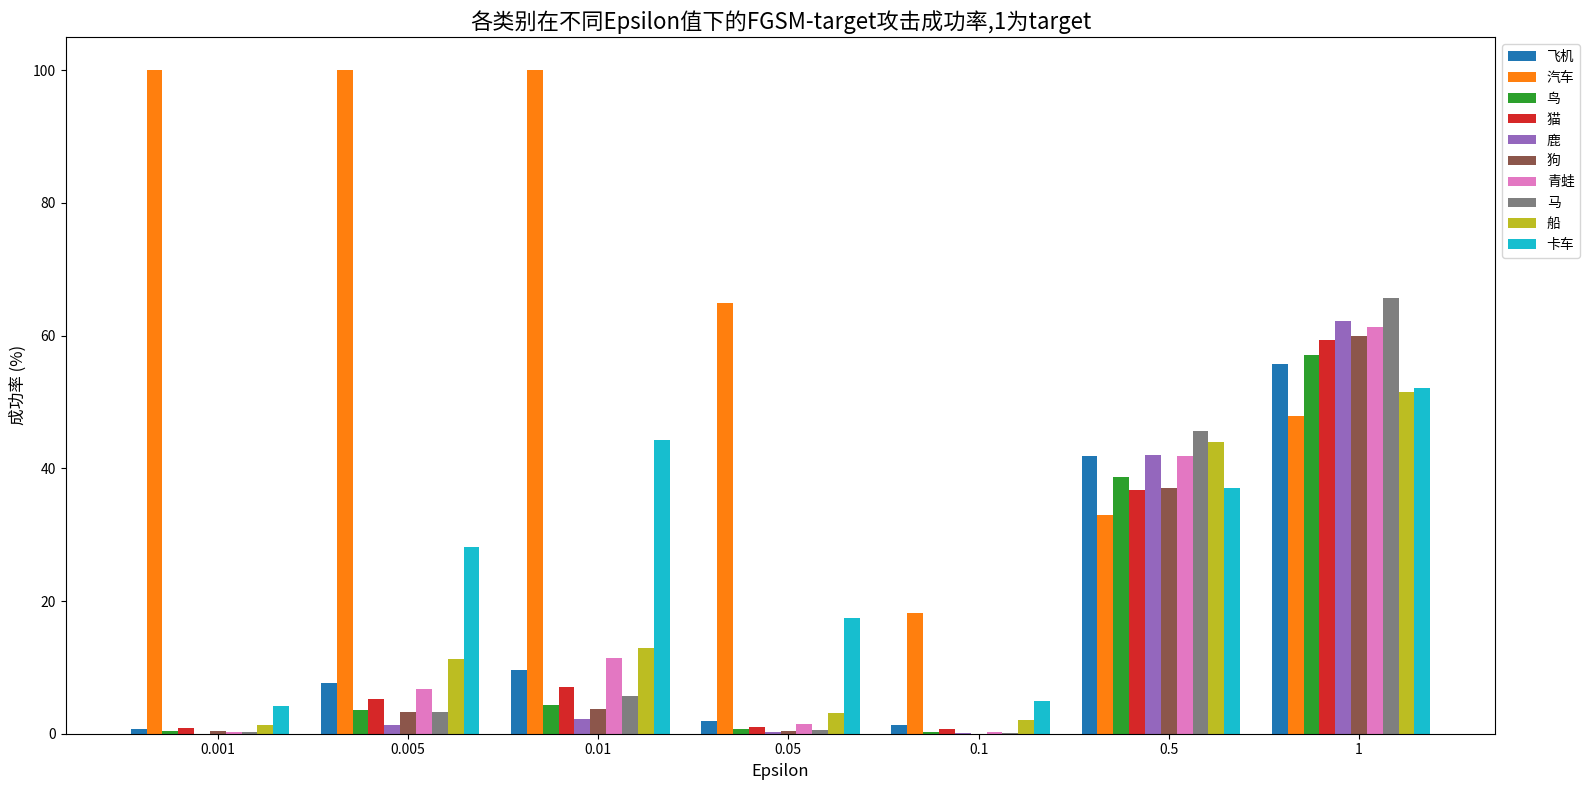 各类别在不同Epsilon值下的FGSM-target攻击成功率,1为target
飞机
汽车
鸟
猫
鹿
狗
青蛙
马
船
卡车
成功率 (%)
100
80
60
40
20
0
0.001
0.005
0.01
0.05
0.1
0.5
1
Epsilon